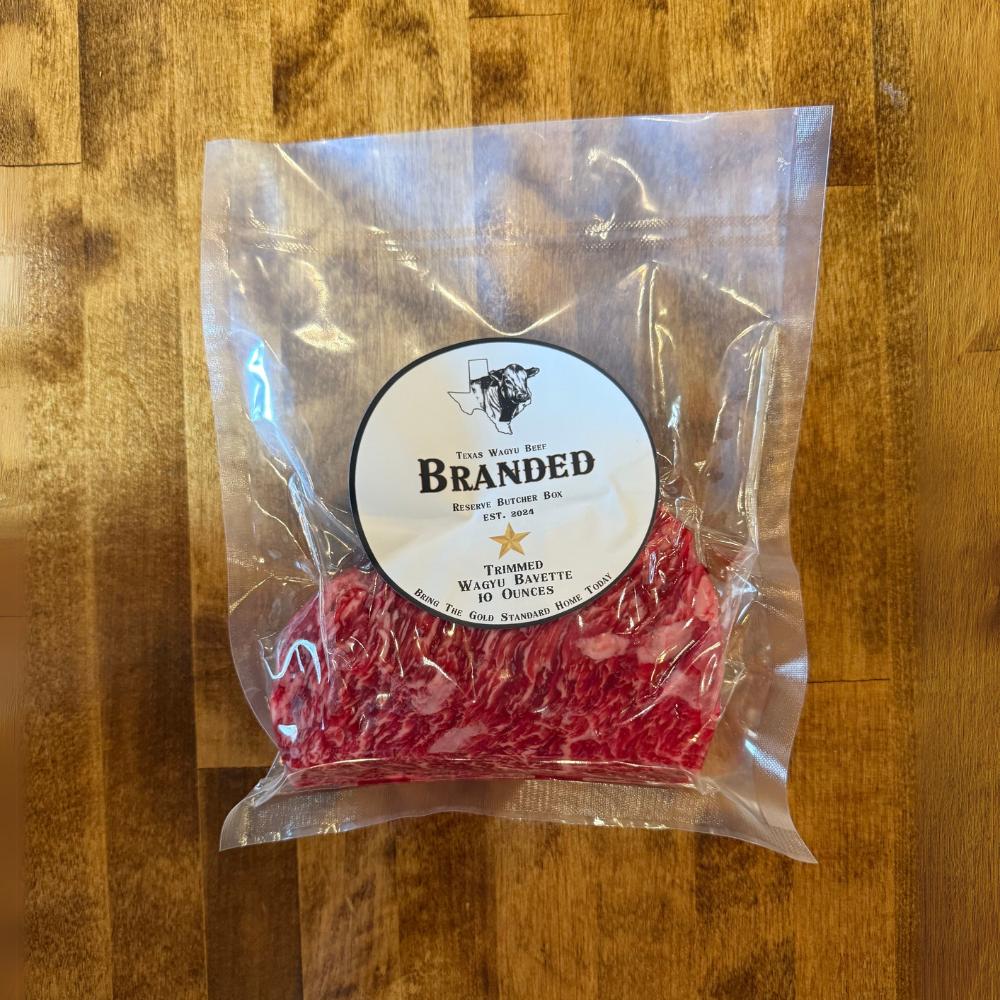 Texas Wagyu Beef
Branded
Reserve Butcher Box
est. 2024
Trimmed
Wagyu Bavette
10 Ounces
Bring The Gold Standard Home Today